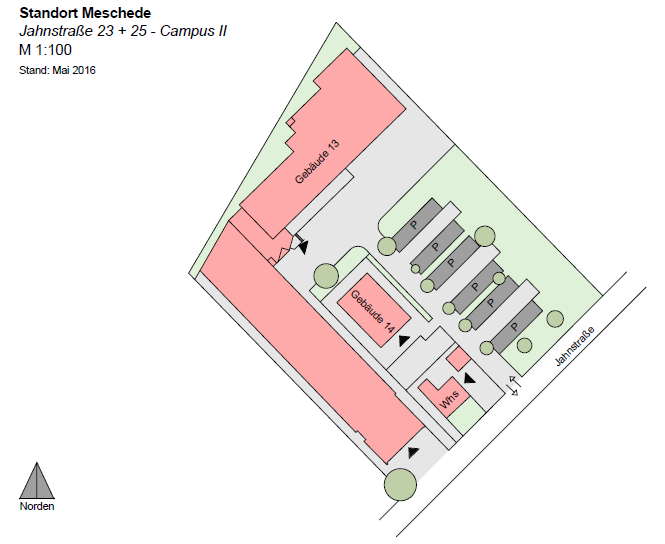 Standort Meschede
Jahnstraße 23 + 25 - Campus II
M 1:100
Stand: Mai 2016
Gebäude 13
P
P
P
Gebäude 14
P
P
P
Jahnstraße
Whs
Norden